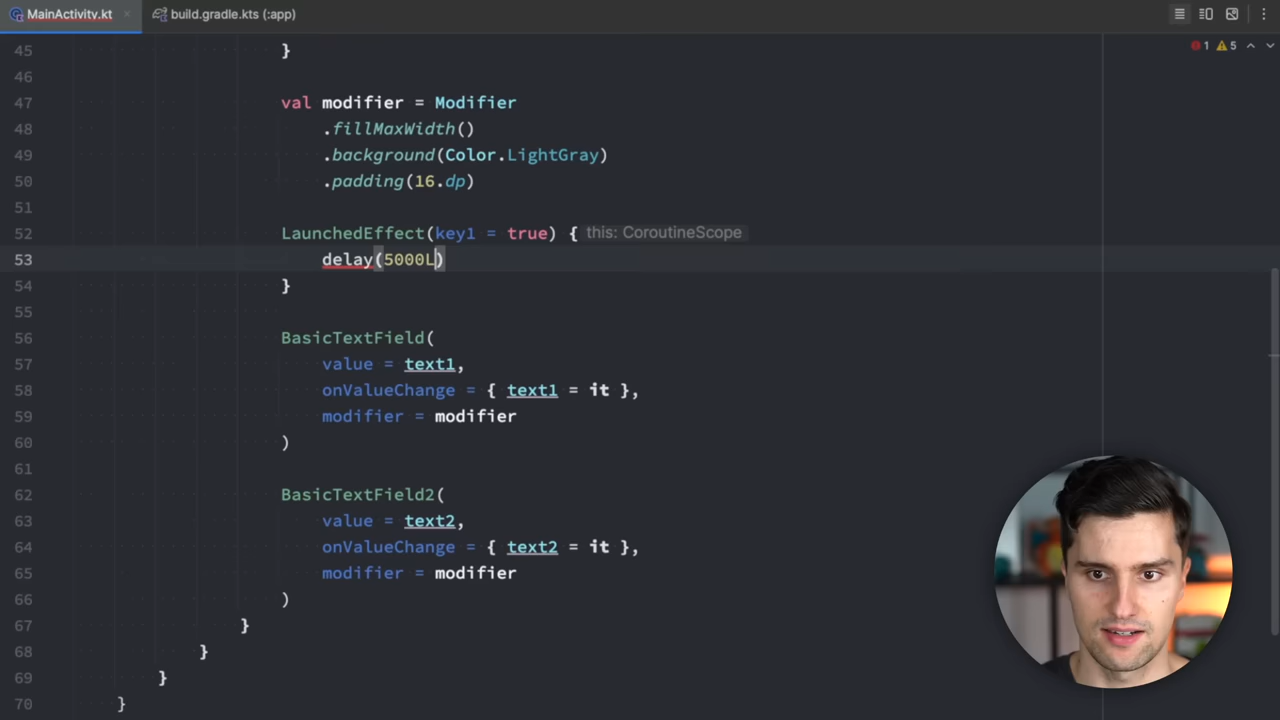 MainActivity.kt
build.gradle.kts (:app)
1 5
45 }
46
47 val modifier = Modifier
48 .fillMaxWidth()
49 .background(Color.LightGray)
50 .padding(16.dp)
51
52 LaunchedEffect(key1 = true) { this: CoroutineScope
53 delay(5000L)
54 }
55
56 BasicTextField(
57 value = text1,
58 onValueChange = { text1 = it },
59 modifier = modifier
60 )
61
62 BasicTextField2(
63 value = text2,
64 onValueChange = { text2 = it },
65 modifier = modifier
66 )
67 }
68 }
69 }
70 }